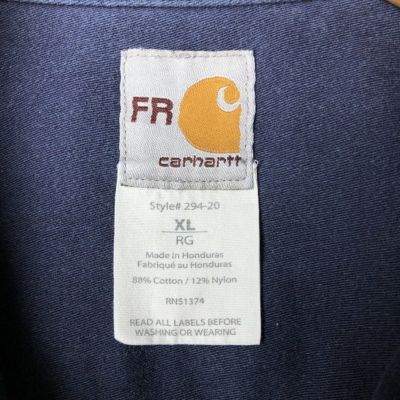 FR
carhartt
Style# 294-20
XL
RG
Made in Honduras
Fabriqué au Honduras
88% Cotton / 12% Nylon
RN51374
READ ALL LABELS BEFORE
WASHING OR WEARING